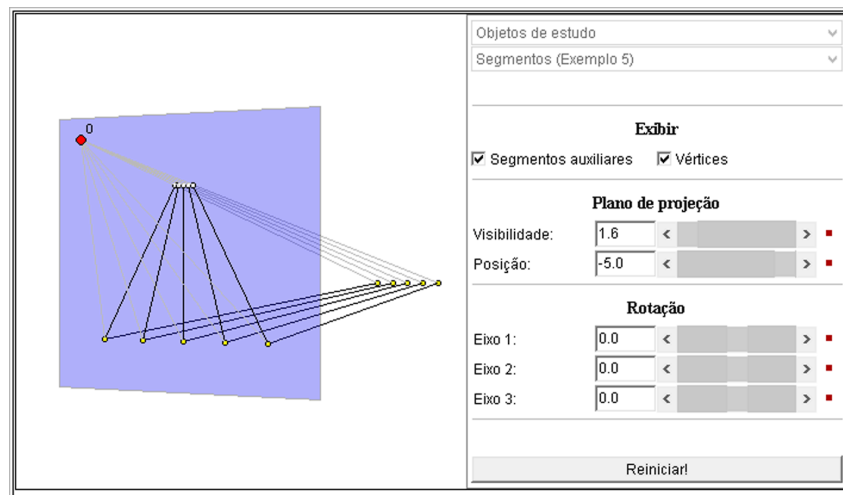 0
Objetos de estudo
Segmentos (Exemplo 5)
Exibir
Segmentos auxiliares Vértices
Plano de projeção
Visibilidade: 1.6
Posição: -5.0
Rotação
Eixo 1: 0.0
Eixo 2: 0.0
Eixo 3: 0.0
Reiniciar!